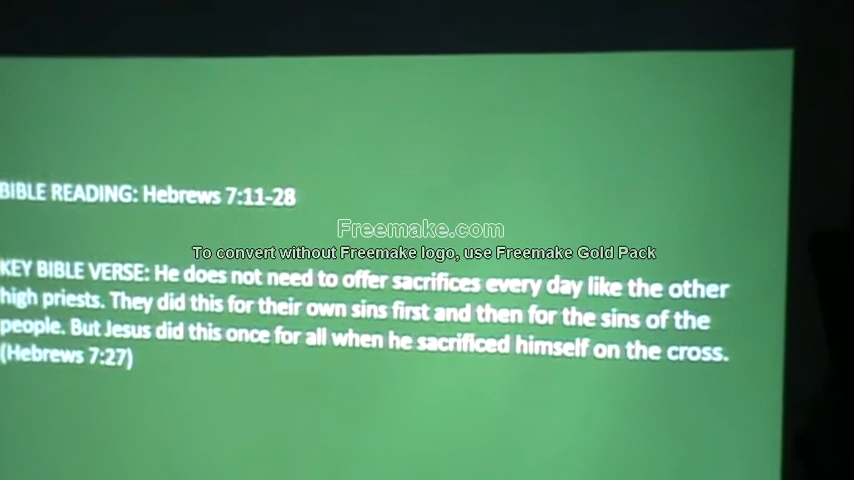 BIBLE READING: Hebrews 7:11-28
Freemake.com
To convert without Freemake logo, use Freemake Gold Pack
KEY BIBLE VERSE: He does not need to offer sacrifices every day like the other
high priests. They did this for their own sins first and then for the sins of the
people. But Jesus did this once for all when he sacrificed himself on the cross.
(Hebrews 7:27)